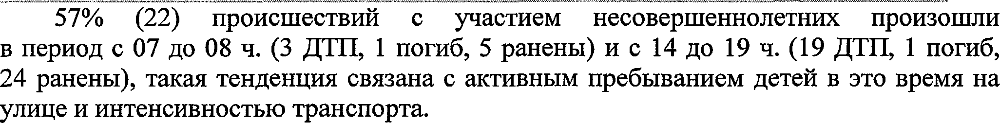 57% (22) происшествий с участием несовершеннолетних произошли
в период с 07 до 08 ч. (3 ДТП, 1 погиб, 5 ранены) и с 14 до 19 ч. (19 ДТП, 1 погиб,
24 ранены), такая тенденция связана с активным пребыванием детей в это время на
улице и интенсивностью транспорта.